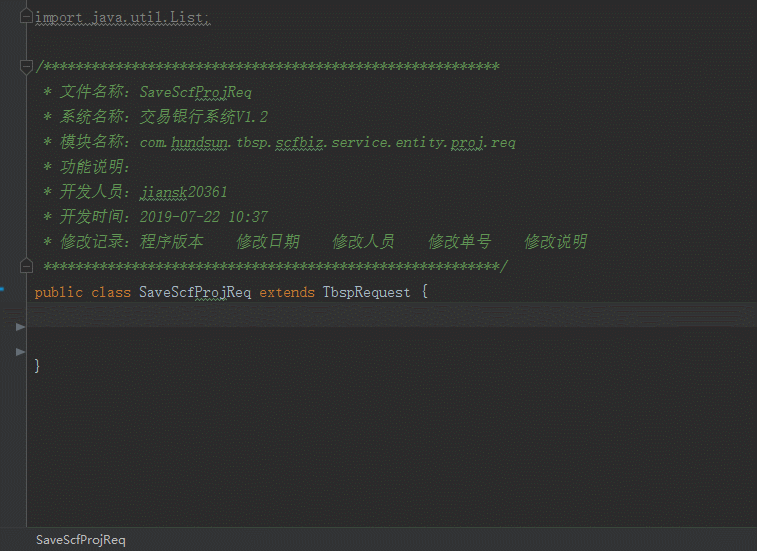 import java.util.List;
/*********************************************************
* 文件名称: SaveScfProjReq
* 系统名称: 交易银行系统V1.2
* 模块名称: com.hundsun.tbsp.scfbiz.service.entity.proj.req
* 功能说明:
* 开发人员: jiansk20361
* 开发时间: 2019-07-22 10:37
* 修改记录: 程序版本    修改日期    修改人员    修改单号    修改说明
*********************************************************/
public class SaveScfProjReq extends TbspRequest {
}
SaveScfProjReq